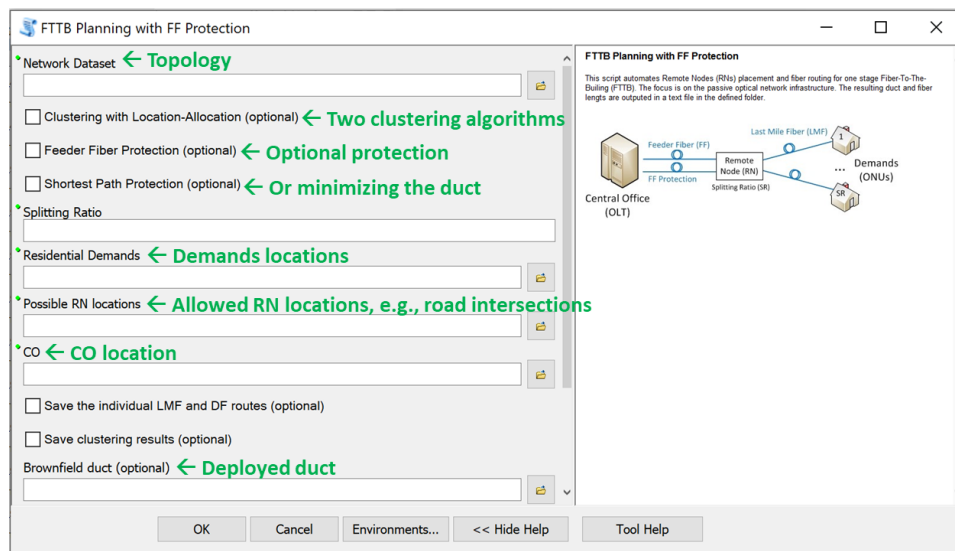 FTTB Planning with FF Protection
Network Dataset ← Topology
Clustering with Location-Allocation (optional) ← Two clustering algorithms
Feeder Fiber Protection (optional) ← Optional protection
Shortest Path Protection (optional) ← Or minimizing the duct
Splitting Ratio
Residential Demands ← Demands locations
Possible RN locations ← Allowed RN locations, e.g., road intersections
CO ← CO location
Save the individual LMF and DF routes (optional)
Save clustering results (optional)
Brownfield duct (optional) ← Deployed duct
FTTB Planning with FF Protection
This script automates Remote Nodes (RNs) placement and fiber routing for one stage Fiber-To-The-
Builing (FTTB). The focus is on the passive optical network infrastructure. The resulting duct and fiber
lengts are outputed in a text file in the defined folder.
Last Mile Fiber (LMF)
1
Feeder Fiber (FF)
Remote
Node (RN)
FF Protection
Splitting Ratio (SR)
Demands
(ONUs)
...
SR
Central Office
(OLT)
OK
Cancel
Environments...
<< Hide Help
Tool Help